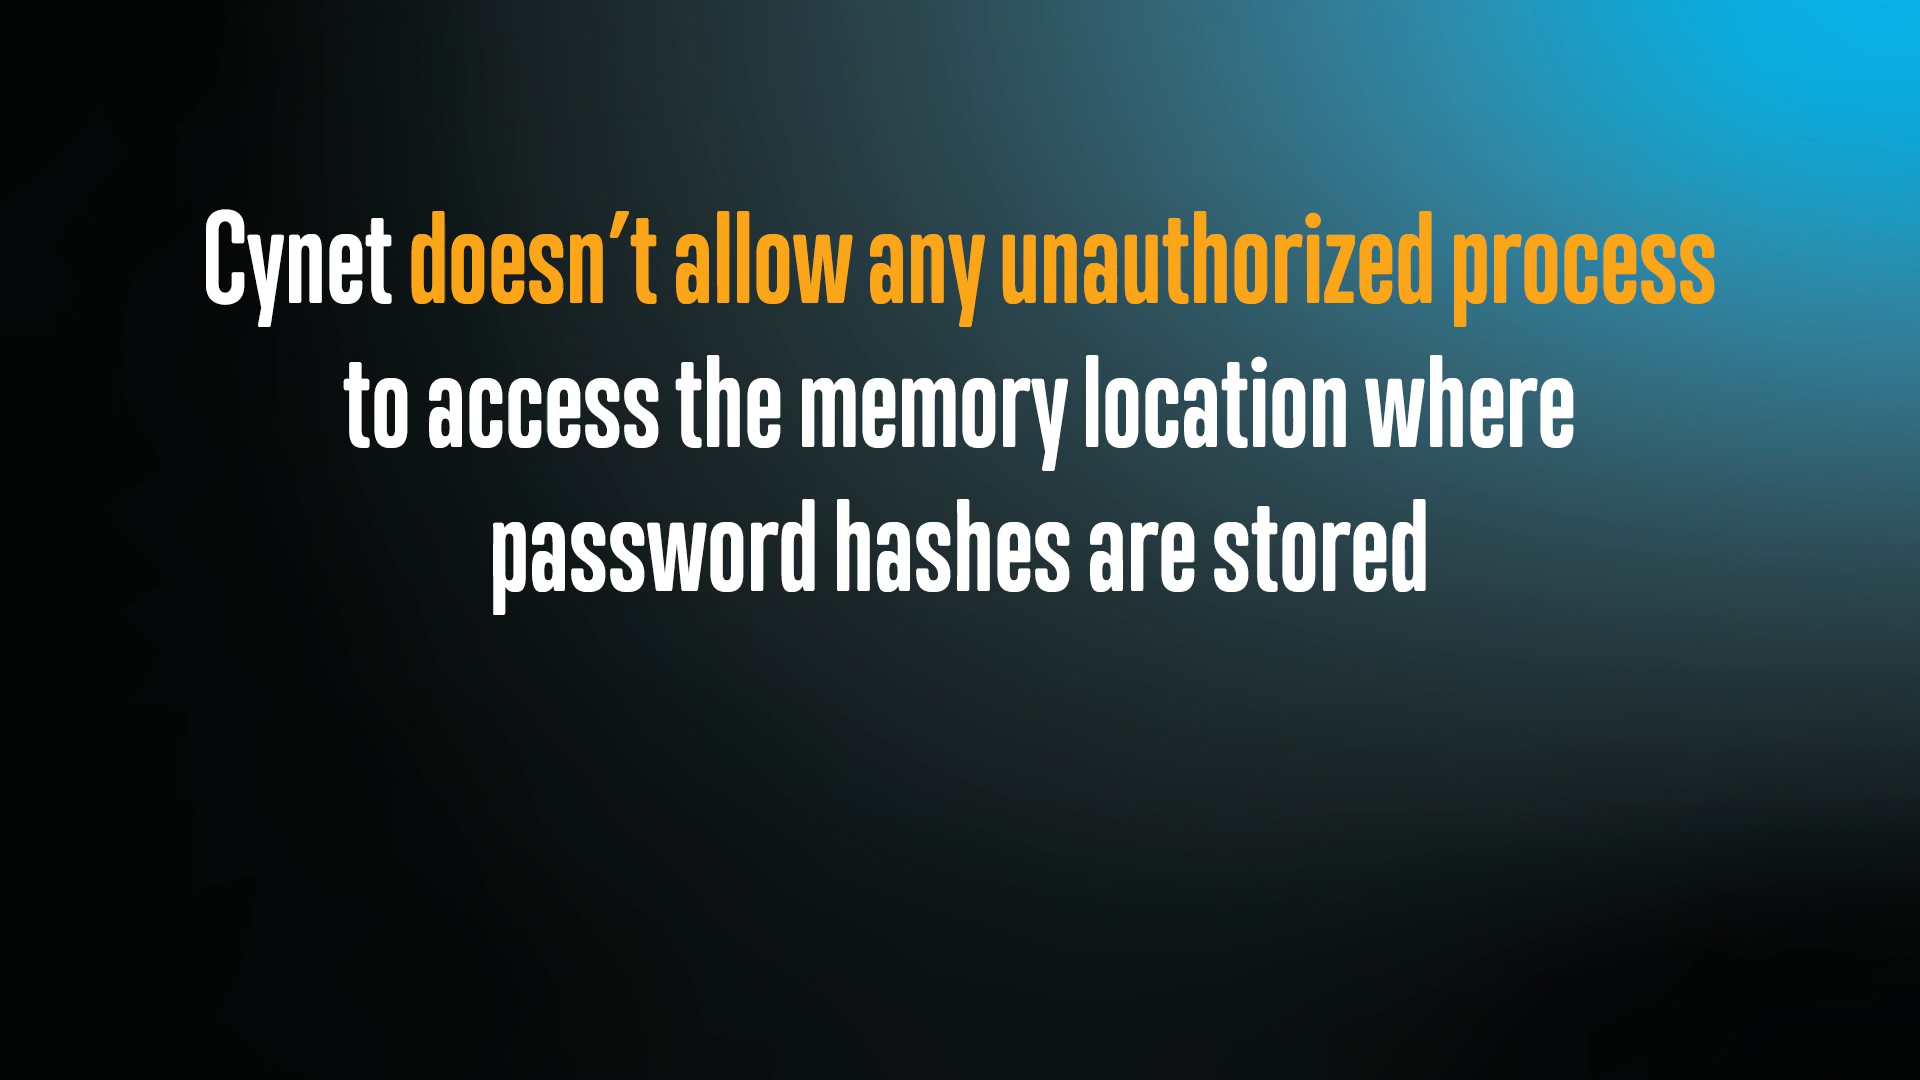 Cynet doesn't allow any unauthorized process
to access the memory location where
password hashes are stored